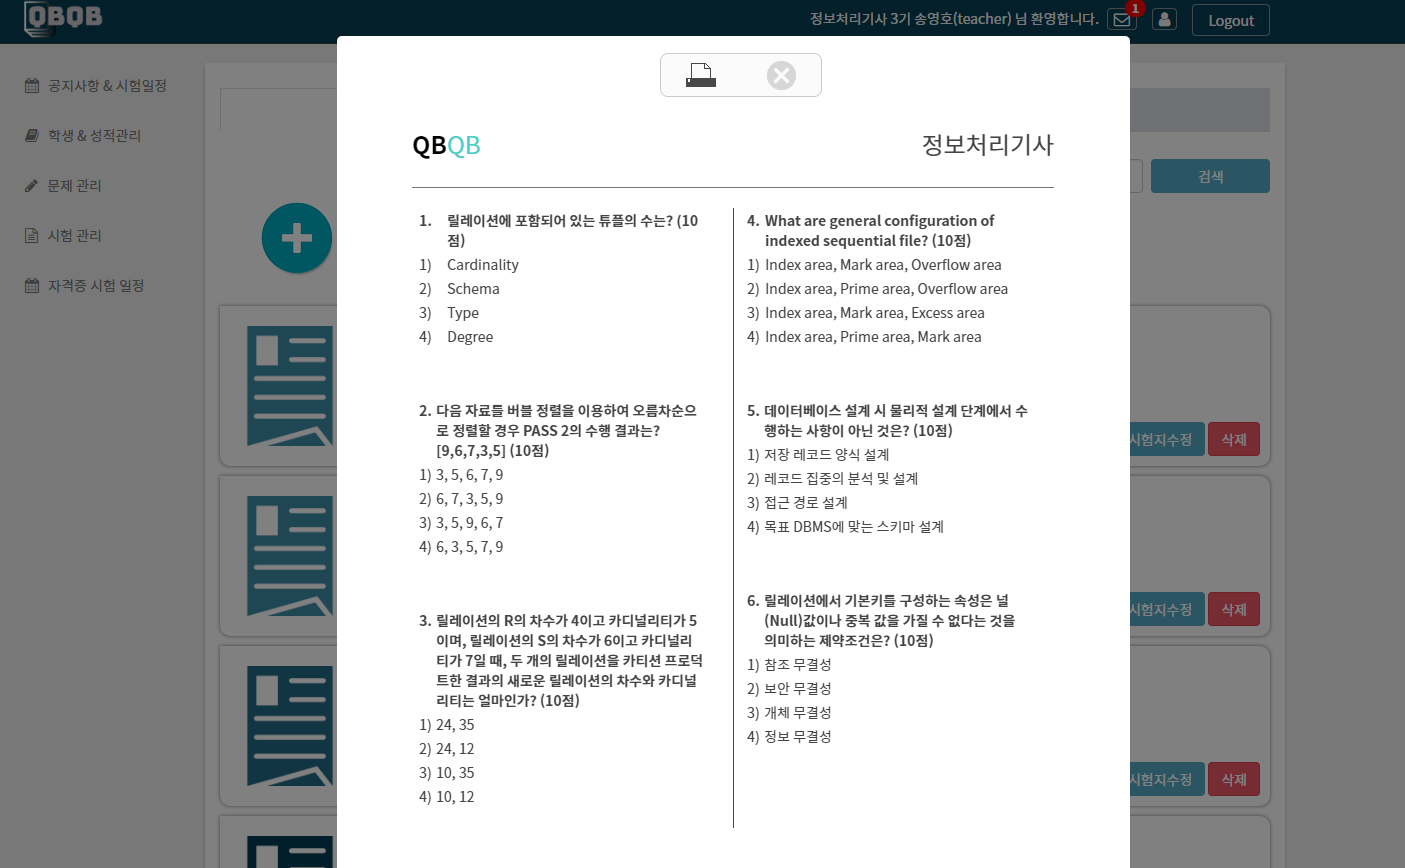 QBQB
정보처리기사 3기 송영호(teacher) 님 환영합니다.
1
Logout
공지사항 & 시험일정
학생 & 성적관리
문제 관리
시험 관리
자격증 시험 일정
검색
QBQB
정보처리기사
1. 릴레이션에 포함되어 있는 튜플의 수는? (10
점)
1) Cardinality
2) Schema
3) Type
4) Degree
2. 다음 자료를 버블 정렬을 이용하여 오름차순으
로 정렬할 경우 PASS 2의 수행 결과는?
[9,6,7,3,5] (10점)
1) 3, 5, 6, 7, 9
2) 6, 7, 3, 5, 9
3) 3, 5, 9, 6, 7
4) 6, 3, 5, 7, 9
3. 릴레이션의 R의 차수가 4이고 카디널리티가 5
이며, 릴레이션의 S의 차수가 6이고 카디널리
티가 7일 때, 두 개의 릴레이션을 카티션 프로덕
트한 결과의 새로운 릴레이션의 차수와 카디널
리티는 얼마인가? (10점)
1) 24, 35
2) 24, 12
3) 10, 35
4) 10, 12
4. What are general configuration of
indexed sequential file? (10점)
1) Index area, Mark area, Overflow area
2) Index area, Prime area, Overflow area
3) Index area, Mark area, Excess area
4) Index area, Prime area, Mark area
5. 데이터베이스 설계 시 물리적 설계 단계에서 수
행하는 사항이 아닌 것은? (10점)
1) 저장 레코드 양식 설계
2) 레코드 집중의 분석 및 설계
3) 접근 경로 설계
4) 목표 DBMS에 맞는 스키마 설계
6. 릴레이션에서 기본키를 구성하는 속성은 널
(Null)값이나 중복 값을 가질 수 없다는 것을
의미하는 제약조건은? (10점)
1) 참조 무결성
2) 보안 무결성
3) 개체 무결성
4) 정보 무결성
시험지수정 삭제
시험지수정 삭제
시험지수정 삭제